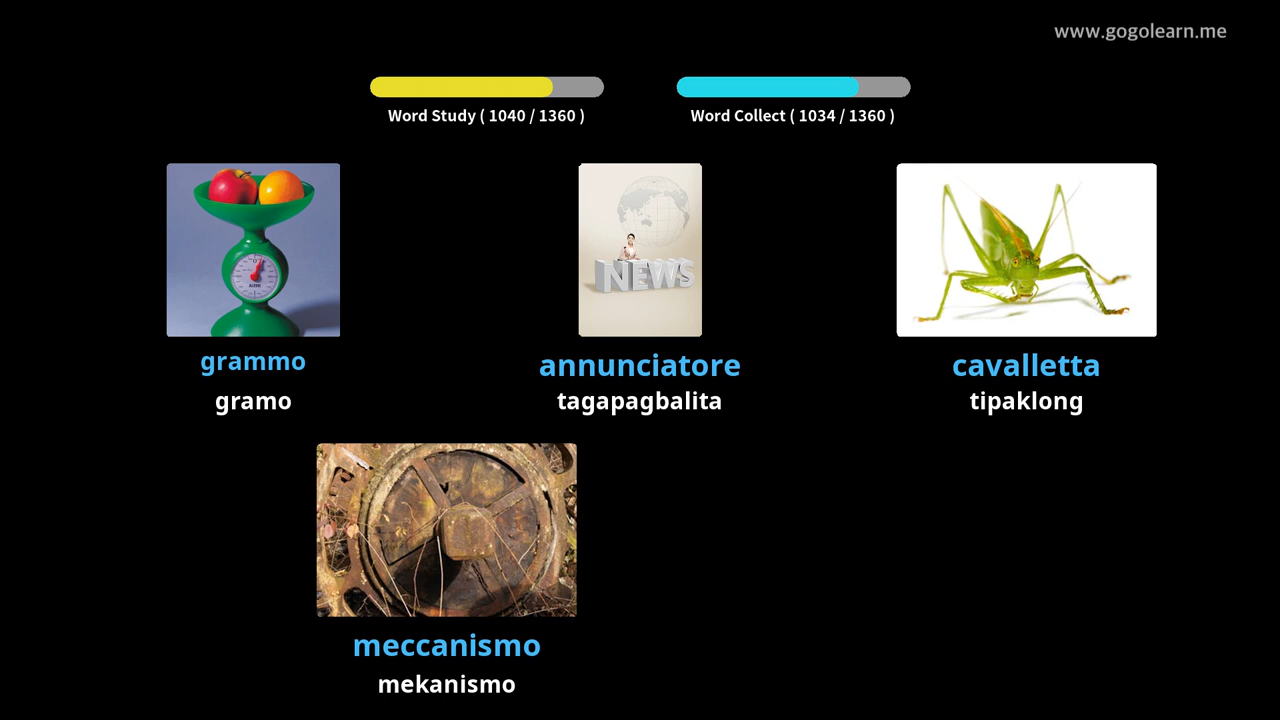 www.gogolearn.me
Word Study ( 1040 / 1360 )
Word Collect ( 1034 / 1360 )
NEWS
grammo
gramo
annunciatore
tagapagbalita
cavalletta
tipaklong
meccanismo
mekanismo